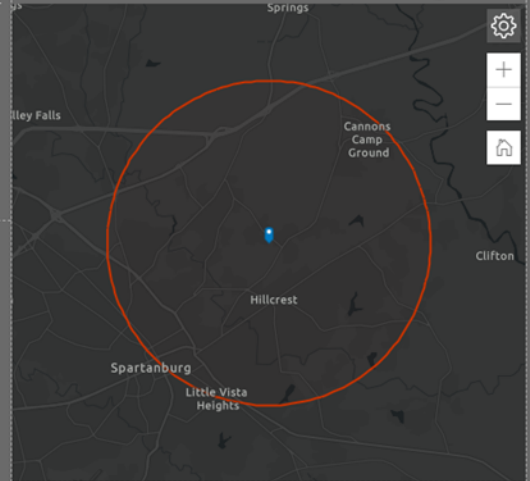 Springs
lley Falls
Cannons
Camp
Ground
Clifton
Hillcrest
Spartanburg
Little Vista
Heights